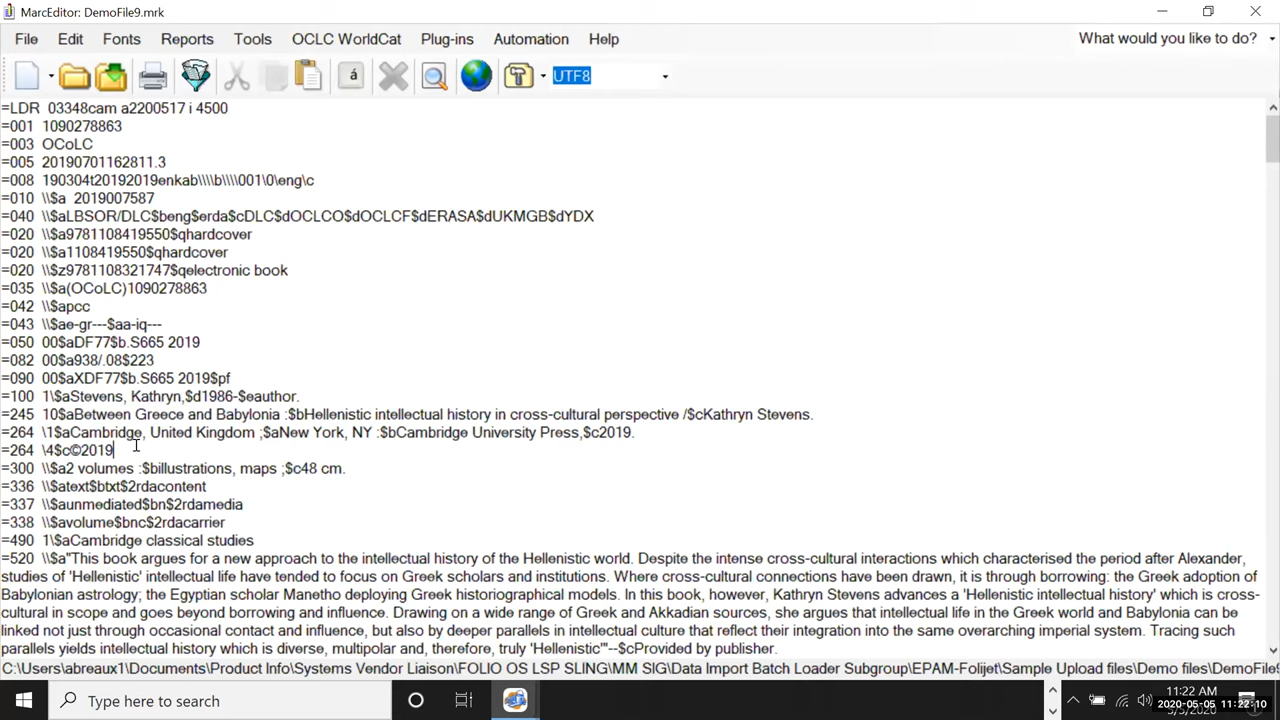 MarcEditor: DemoFile9.mrk
File Edit Fonts Reports Tools OCLC WorldCat Plug-ins Automation Help What would you like to do?
á UTF8
=LDR 03348cam a2200517 i 4500
=001 1090278863
=003 OCoLC
=005 20190701162811.3
=008 190304t20192019enkab\\\\b\\\\001\0\eng\c
=010 \\$a 2019007587
=040 \\$aLBSOR/DLC$beng$erda$cDLC$dOCLCO$dOCLCF$dERASA$dUKMGB$dYDX
=020 \\$a9781108419550$qhardcover
=020 \\$a1108419550$qhardcover
=020 \\$z9781108321747$qelectronic book
=035 \\$a(OCoLC)1090278863
=042 \\$apcc
=043 \\$ae-gr---$aa-iq---
=050 00$aDF77$b.S665 2019
=082 00$a938/.08$223
=090 00$aXDF77$b.S665 2019$pf
=100 1\$aStevens, Kathryn,$d1986-$eauthor.
=245 10$aBetween Greece and Babylonia :$bHellenistic intellectual history in cross-cultural perspective /$cKathryn Stevens.
=264 \1$aCambridge, United Kingdom ;$aNew York, NY :$bCambridge University Press,$c2019.
=264 \4$c©2019
=300 \\$a2 volumes :$billustrations, maps ;$c48 cm.
=336 \\$atext$btxt$2rdacontent
=337 \\$aunmediated$bn$2rdamedia
=338 \\$avolume$bnc$2rdacarrier
=490 1\$aCambridge classical studies
=520 \\$a"This book argues for a new approach to the intellectual history of the Hellenistic world. Despite the intense cross-cultural interactions which characterised the period after Alexander,
studies of 'Hellenistic' intellectual life have tended to focus on Greek scholars and institutions. Where cross-cultural connections have been drawn, it is through borrowing: the Greek adoption of
Babylonian astrology; the Egyptian scholar Manetho deploying Greek historiographical models. In this book, however, Kathryn Stevens advances a 'Hellenistic intellectual history' which is cross-
cultural in scope and goes beyond borrowing and influence. Drawing on a wide range of Greek and Akkadian sources, she argues that intellectual life in the Greek world and Babylonia can be
linked not just through occasional contact and influence, but also by deeper parallels in intellectual culture that reflect their integration into the same overarching imperial system. Tracing such
parallels yields intellectual history which is diverse, multipolar and, therefore, truly 'Hellenistic'"--$cProvided by publisher.
C:\Users\abreaux1\Documents\Product Info\Systems Vendor Liaison\FOLIO OS LSP SLING\MM SIG\Data Import Batch Loader Subgroup\EPAM-Folijet\Sample Upload files\Demo files\DemoFile9
Type here to search
11:22 AM
2020-05-05 11:22:10